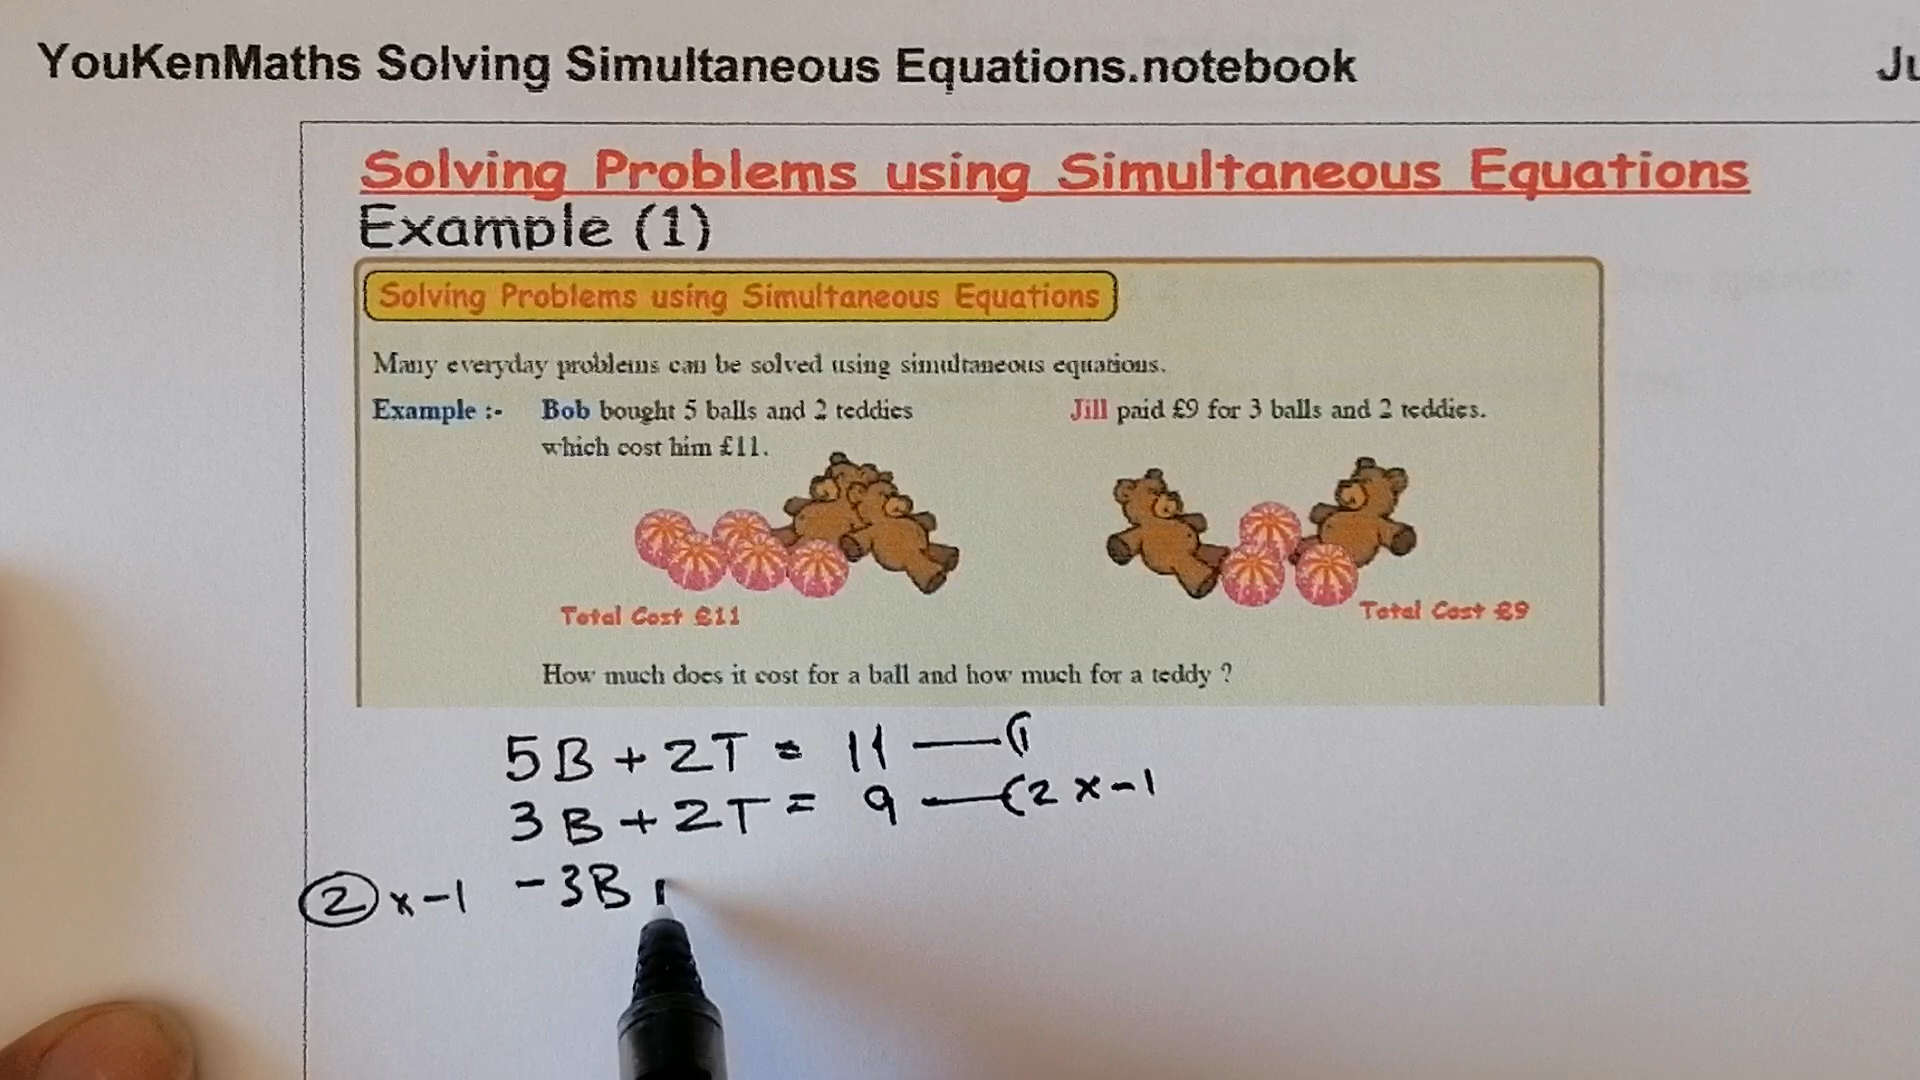 YouKenMaths Solving Simultaneous Equations.notebook
Solving Problems using Simultaneous Equations
Example (1)
Solving Problems using Simultaneous Equations
Many everyday problems can be solved using simultaneous equations.
Example :- Bob bought 5 balls and 2 teddies Jill paid £9 for 3 balls and 2 teddies.
which cost him £11.
Total Cost £11 Total Cost £9
How much does it cost for a ball and how much for a teddy ?
5B + 2T = 11 —(1
3B + 2T = 9 —(2 x -1
2 x -1 -3B